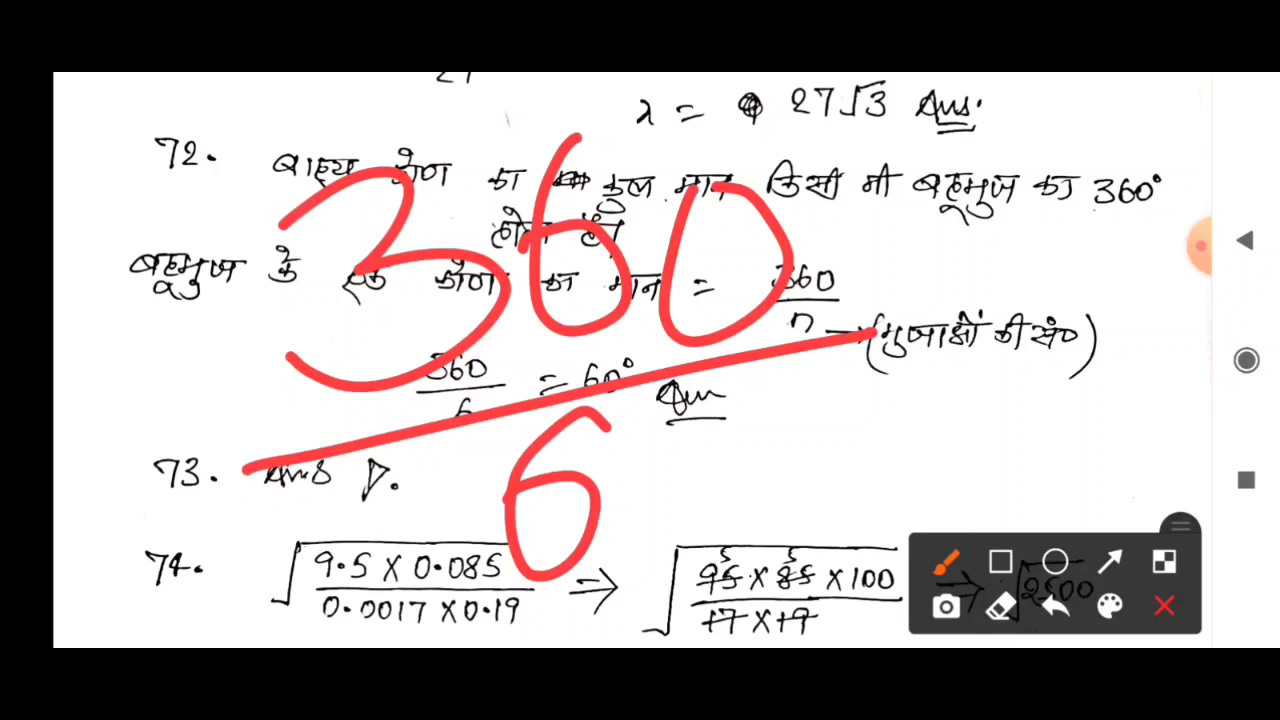 λ = 27√3 Ans.
72. बाह्य कोण का कुल मान किसी भी बहुभुज का 360°
होता है।
बहुभुज के एक कोण का मान = 360/n → (भुजाओं की सं०)
360/6 = 60° Ans
360/6
73. Ans D.
74. √(9.5 X 0.085 / 0.0017 X 0.19) ⇒ √(95 X 85 X 100 / 17 X 19) ⇒ √2500